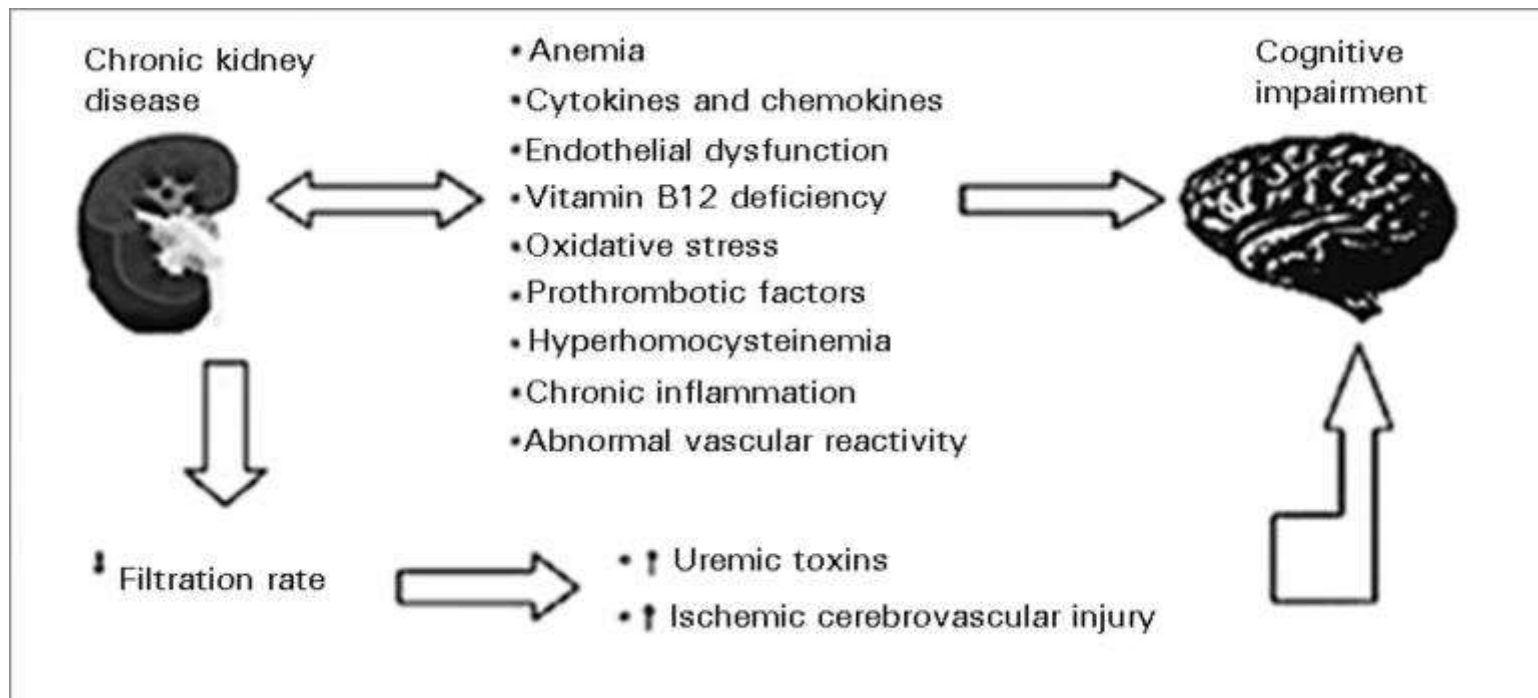 Chronic kidney
disease
• Anemia
• Cytokines and chemokines
• Endothelial dysfunction
• Vitamin B12 deficiency
• Oxidative stress
• Prothrombotic factors
• Hyperhomocysteinemia
• Chronic inflammation
• Abnormal vascular reactivity
Cognitive
impairment
↓ Filtration rate
• ↑ Uremic toxins
• ↑ Ischemic cerebrovascular injury